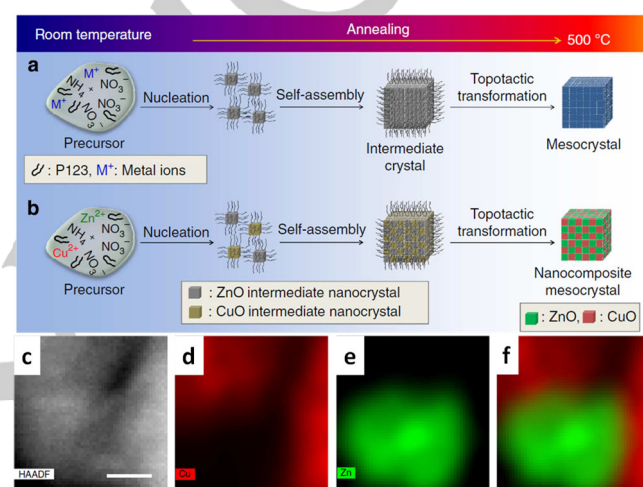 Room temperature
Annealing
500 °C
a
M⁺
NH₄⁺ NO₃⁻
M⁺ NO₃⁻ NO₃⁻
Precursor
Nucleation
Self-assembly
Intermediate
crystal
Topotactic
transformation
Mesocrystal
: P123, M⁺: Metal ions
b
Zn²⁺
NH₄⁺ NO₃⁻
Cu²⁺ NO₃⁻ NO₃⁻
Precursor
Nucleation
Self-assembly
Topotactic
transformation
Nanocomposite
mesocrystal
: ZnO intermediate nanocrystal
: CuO intermediate nanocrystal
: ZnO, : CuO
c
HAADF
d
Cu
e
Zn
f